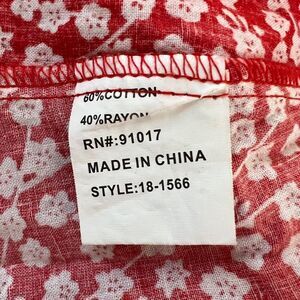 60%COTTON
40%RAYON
RN#:91017
MADE IN CHINA
STYLE:18-1566